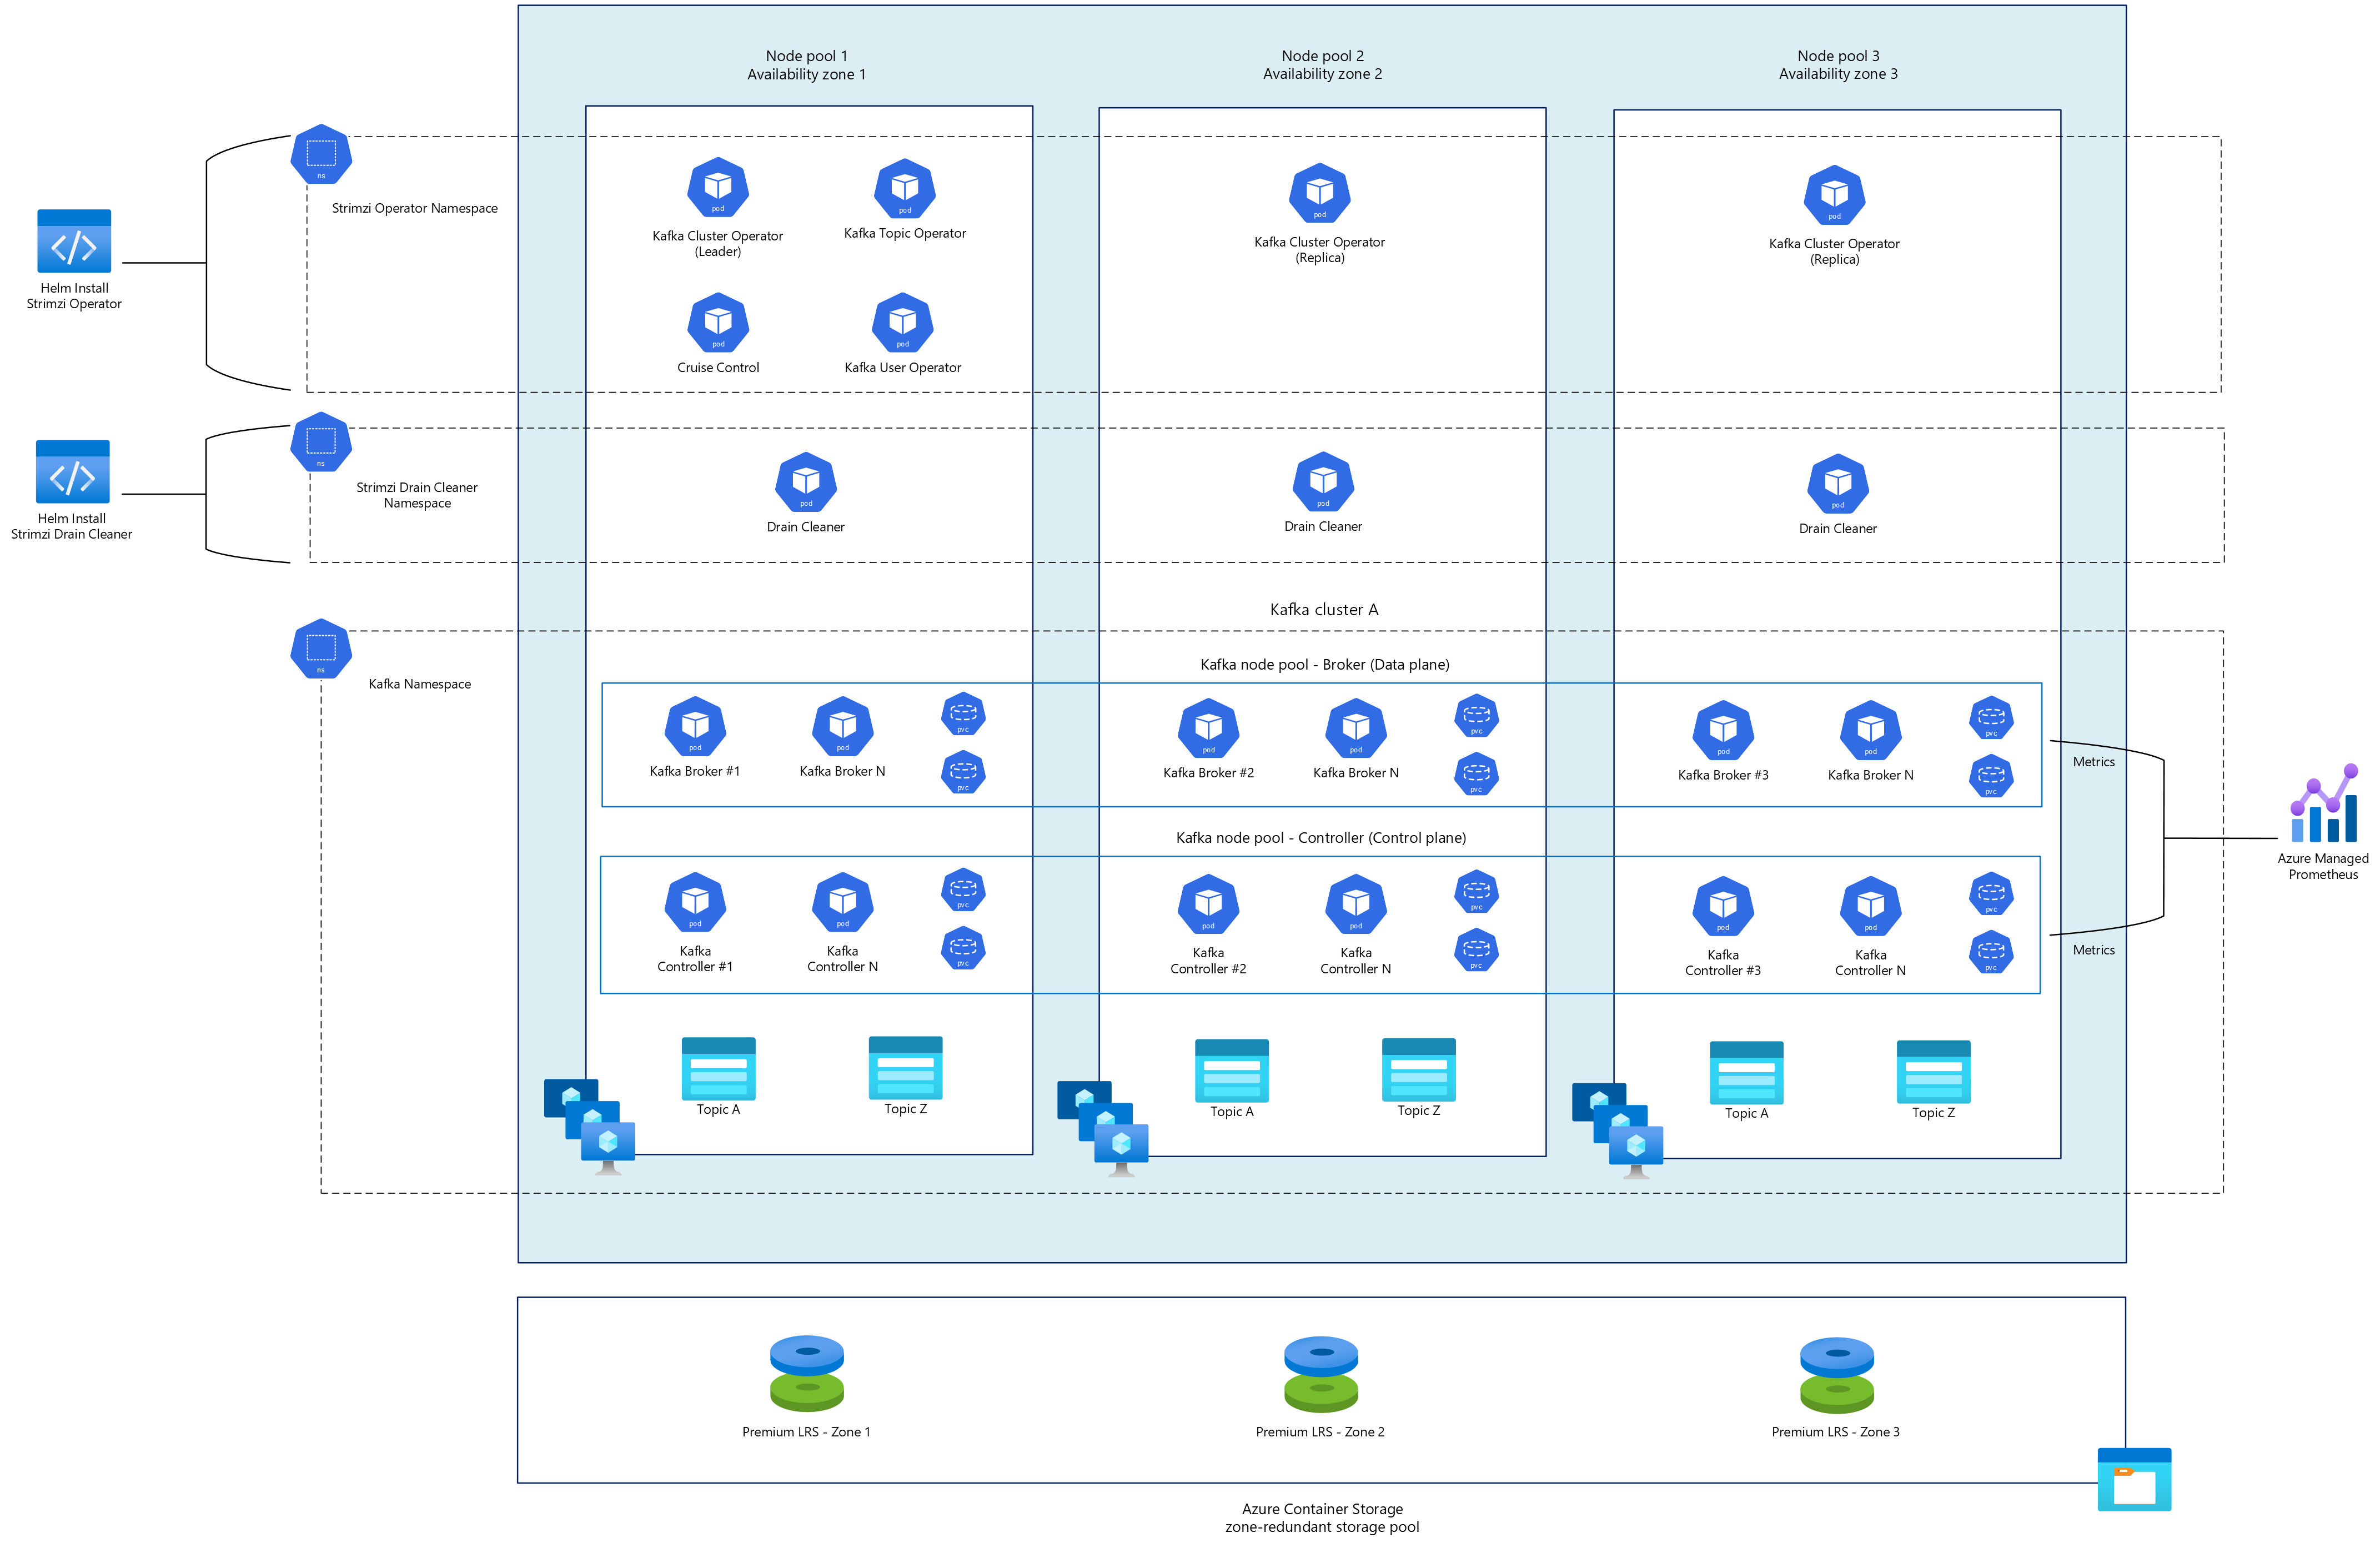 Node pool 1
Availability zone 1
Node pool 2
Availability zone 2
Node pool 3
Availability zone 3
ns
Strimzi Operator Namespace
Helm Install
Strimzi Operator
pod
Kafka Cluster Operator
(Leader)
pod
Kafka Topic Operator
pod
Kafka Cluster Operator
(Replica)
pod
Kafka Cluster Operator
(Replica)
pod
Cruise Control
pod
Kafka User Operator
ns
Strimzi Drain Cleaner
Namespace
Helm Install
Strimzi Drain Cleaner
pod
Drain Cleaner
pod
Drain Cleaner
pod
Drain Cleaner
Kafka cluster A
ns
Kafka Namespace
Kafka node pool - Broker (Data plane)
pod
Kafka Broker #1
pod
Kafka Broker N
pvc
pvc
pod
Kafka Broker #2
pod
Kafka Broker N
pvc
pvc
pod
Kafka Broker #3
pod
Kafka Broker N
pvc
pvc
Metrics
Kafka node pool - Controller (Control plane)
Azure Managed
Prometheus
pod
Kafka
Controller #1
pod
Kafka
Controller N
pvc
pvc
pod
Kafka
Controller #2
pod
Kafka
Controller N
pvc
pvc
pod
Kafka
Controller #3
pod
Kafka
Controller N
pvc
pvc
Metrics
Topic A
Topic Z
Topic A
Topic Z
Topic A
Topic Z
Premium LRS - Zone 1
Premium LRS - Zone 2
Premium LRS - Zone 3
Azure Container Storage
zone-redundant storage pool